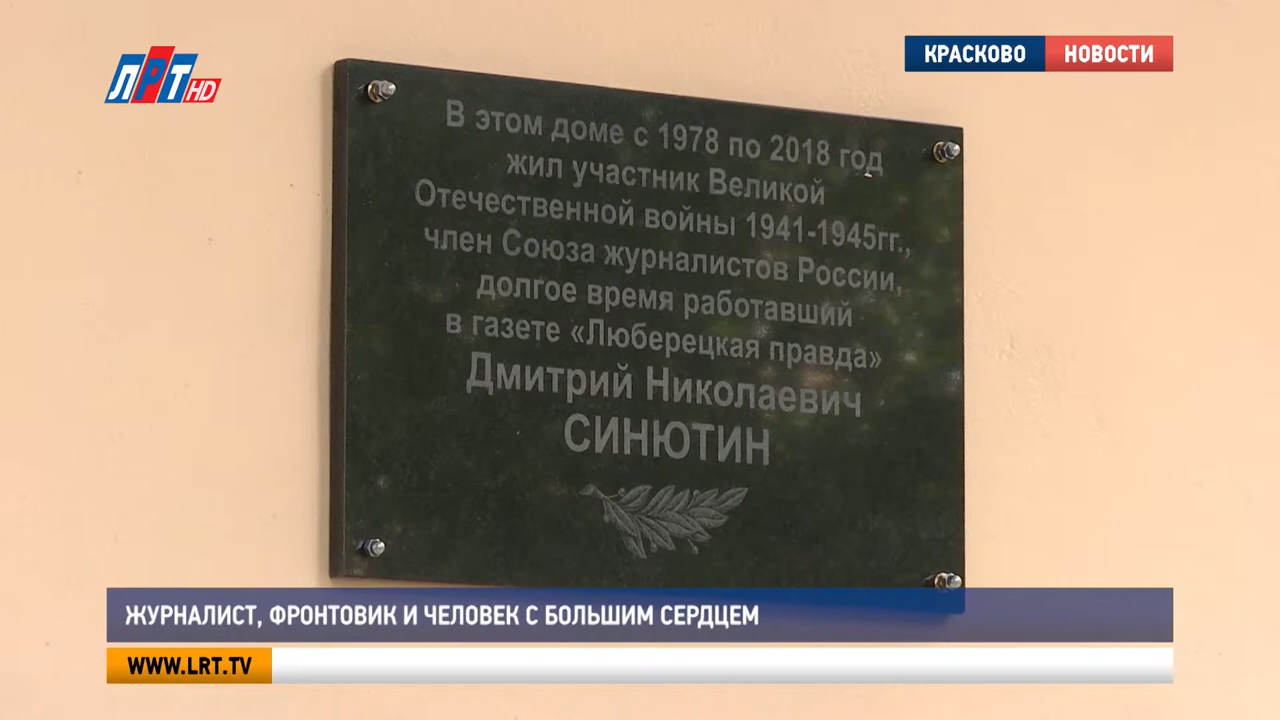 ЛРТ HD
КРАСКОВО НОВОСТИ
В этом доме с 1978 по 2018 год
жил участник Великой
Отечественной войны 1941-1945гг.,
член Союза журналистов России,
долгое время работавший
в газете «Люберецкая правда»
Дмитрий Николаевич
СИНЮТИН
ЖУРНАЛИСТ, ФРОНТОВИК И ЧЕЛОВЕК С БОЛЬШИМ СЕРДЦЕМ
WWW.LRT.TV